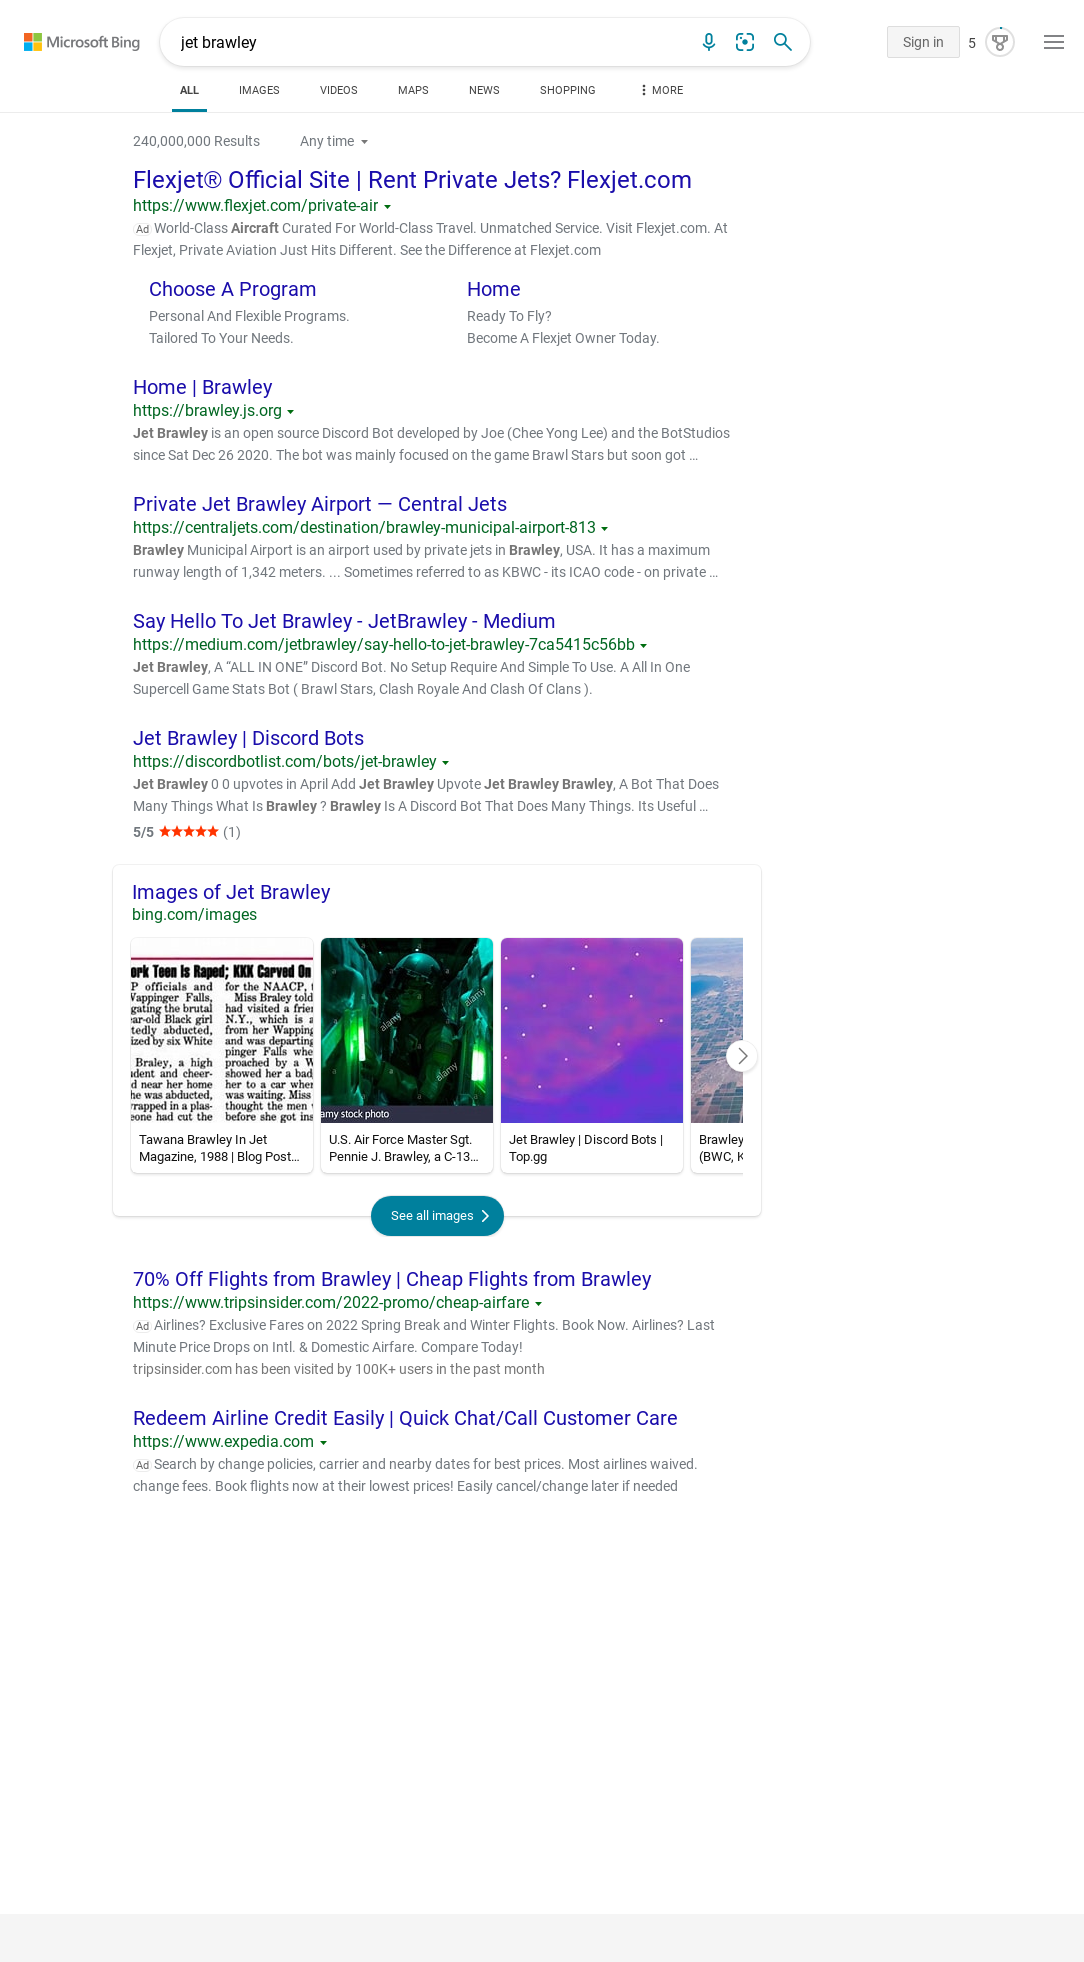 Microsoft Bing
jet brawley
Sign in
5
ALL
IMAGES
VIDEOS
MAPS
NEWS
SHOPPING
MORE
240,000,000 Results
Any time
Flexjet® Official Site | Rent Private Jets? Flexjet.com
https://www.flexjet.com/private-air
Ad World-Class Aircraft Curated For World-Class Travel. Unmatched Service. Visit Flexjet.com. At
Flexjet, Private Aviation Just Hits Different. See the Difference at Flexjet.com
Choose A Program
Personal And Flexible Programs.
Tailored To Your Needs.
Home
Ready To Fly?
Become A Flexjet Owner Today.
Home | Brawley
https://brawley.js.org
Jet Brawley is an open source Discord Bot developed by Joe (Chee Yong Lee) and the BotStudios
since Sat Dec 26 2020. The bot was mainly focused on the game Brawl Stars but soon got ...
Private Jet Brawley Airport — Central Jets
https://centraljets.com/destination/brawley-municipal-airport-813
Brawley Municipal Airport is an airport used by private jets in Brawley, USA. It has a maximum
runway length of 1,342 meters. ... Sometimes referred to as KBWC - its ICAO code - on private ...
Say Hello To Jet Brawley - JetBrawley - Medium
https://medium.com/jetbrawley/say-hello-to-jet-brawley-7ca5415c56bb
Jet Brawley, A “ALL IN ONE” Discord Bot. No Setup Require And Simple To Use. A All In One
Supercell Game Stats Bot ( Brawl Stars, Clash Royale And Clash Of Clans ).
Jet Brawley | Discord Bots
https://discordbotlist.com/bots/jet-brawley
Jet Brawley 0 0 upvotes in April Add Jet Brawley Upvote Jet Brawley Brawley, A Bot That Does
Many Things What Is Brawley ? Brawley Is A Discord Bot That Does Many Things. Its Useful ...
5/5 ★★★★★ (1)
Images of Jet Brawley
bing.com/images
ork Teen Is Raped; KKK Carved On
P officials and
Wappinger Falls,
gating the brutal
ear-old Black girl
tedly abducted,
ized by six White
Braley, a high
dent and cheer-
d near her home
he was abducted,
wrapped in a plas-
eone had cut the
for the NAACP,
Miss Braley told
had visited a frie
N.Y., which is a
from her Wapping
and was departing
pinger Falls whe
proached by a W
showed her a bad
her to a car wher
was waiting. Miss
thought the men
before she got ins
alamy
alamy
alamy
amy stock photo
Tawana Brawley In Jet
Magazine, 1988 | Blog Post...
U.S. Air Force Master Sgt.
Pennie J. Brawley, a C-13...
Jet Brawley | Discord Bots |
Top.gg
Brawley
(BWC, K
See all images
70% Off Flights from Brawley | Cheap Flights from Brawley
https://www.tripsinsider.com/2022-promo/cheap-airfare
Ad Airlines? Exclusive Fares on 2022 Spring Break and Winter Flights. Book Now. Airlines? Last
Minute Price Drops on Intl. & Domestic Airfare. Compare Today!
tripsinsider.com has been visited by 100K+ users in the past month
Redeem Airline Credit Easily | Quick Chat/Call Customer Care
https://www.expedia.com
Ad Search by change policies, carrier and nearby dates for best prices. Most airlines waived.
change fees. Book flights now at their lowest prices! Easily cancel/change later if needed